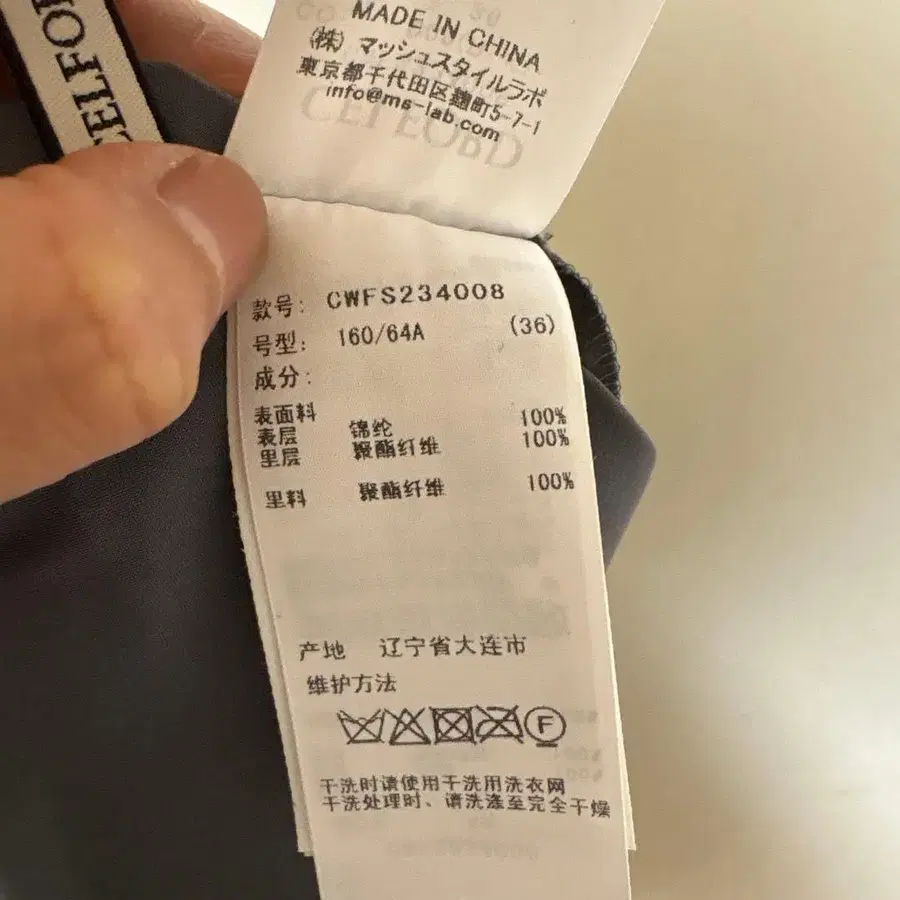 ELFOR
MADE IN CHINA
(株) マッシュスタイルラボ
東京都千代田区麹町5-7-1
info@ms-lab.com
CELFORD
款号: CWFS234008
号型: 160/64A (36)
成分:
表面料 100%
表层 锦纶 100%
里层 聚酯纤维
里料 聚酯纤维 100%
产地 辽宁省大连市
维护方法
F
干洗时请使用干洗用洗衣网
干洗处理时、请洗涤至完全干燥